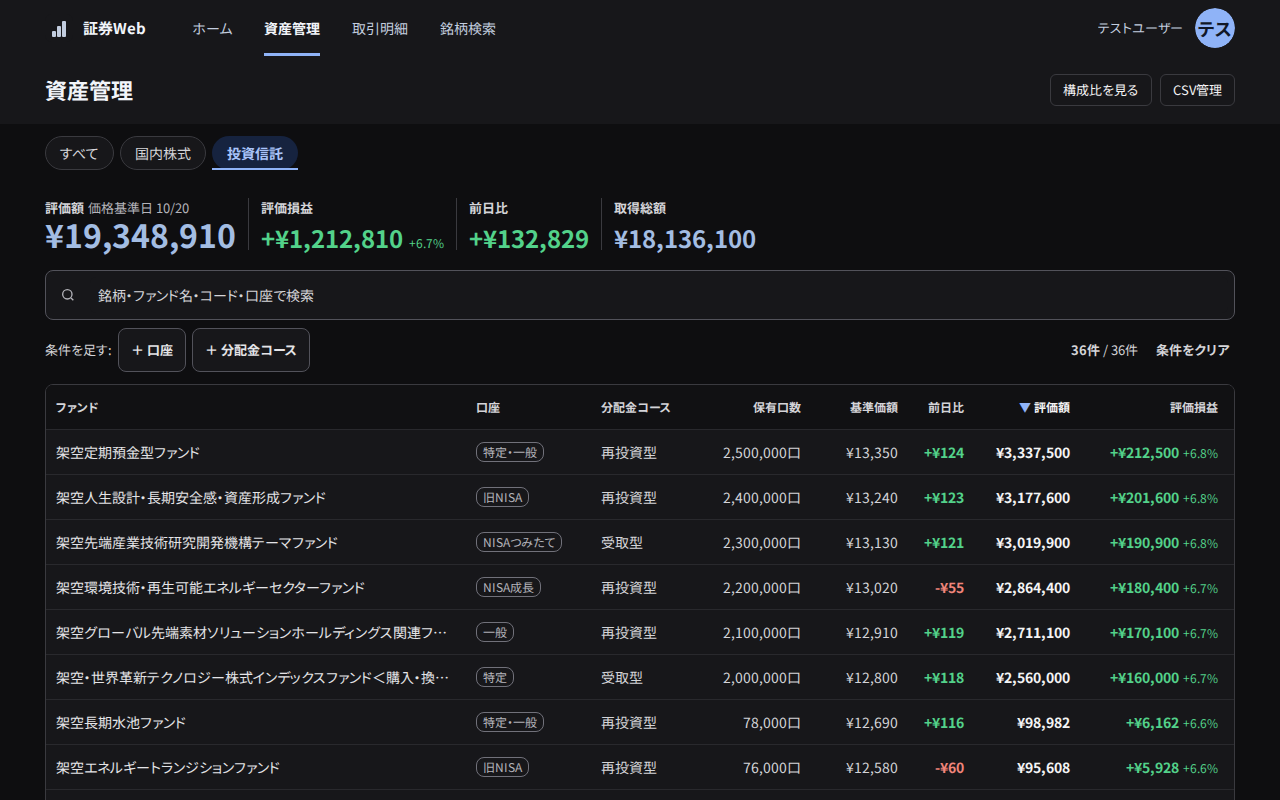 証券Web ホーム 資産管理 取引明細 銘柄検索 テストユーザー テス
資産管理 構成比を見る CSV管理
すべて 国内株式 投資信託
評価額 価格基準日 10/20 評価損益 前日比 取得総額
¥19,348,910 +¥1,212,810 +6.7% +¥132,829 ¥18,136,100
銘柄・ファンド名・コード・口座で検索
条件を足す: ＋口座 ＋分配金コース 36件 / 36件 条件をクリア
ファンド 口座 分配金コース 保有口数 基準価額 前日比 ▼評価額 評価損益
架空定期預金型ファンド 特定・一般 再投資型 2,500,000口 ¥13,350 +¥124 ¥3,337,500 +¥212,500 +6.8%
架空人生設計・長期安全感・資産形成ファンド 旧NISA 再投資型 2,400,000口 ¥13,240 +¥123 ¥3,177,600 +¥201,600 +6.8%
架空先端産業技術研究開発機構テーマファンド NISAつみたて 受取型 2,300,000口 ¥13,130 +¥121 ¥3,019,900 +¥190,900 +6.8%
架空環境技術・再生可能エネルギーセクターファンド NISA成長 再投資型 2,200,000口 ¥13,020 -¥55 ¥2,864,400 +¥180,400 +6.7%
架空グローバル先端素材ソリューションホールディングス関連フ… 一般 再投資型 2,100,000口 ¥12,910 +¥119 ¥2,711,100 +¥170,100 +6.7%
架空・世界革新テクノロジー株式インデックスファンド＜購入・換… 特定 受取型 2,000,000口 ¥12,800 +¥118 ¥2,560,000 +¥160,000 +6.7%
架空長期水池ファンド 特定・一般 再投資型 78,000口 ¥12,690 +¥116 ¥98,982 +¥6,162 +6.6%
架空エネルギートランジションファンド 旧NISA 再投資型 76,000口 ¥12,580 -¥60 ¥95,608 +¥5,928 +6.6%